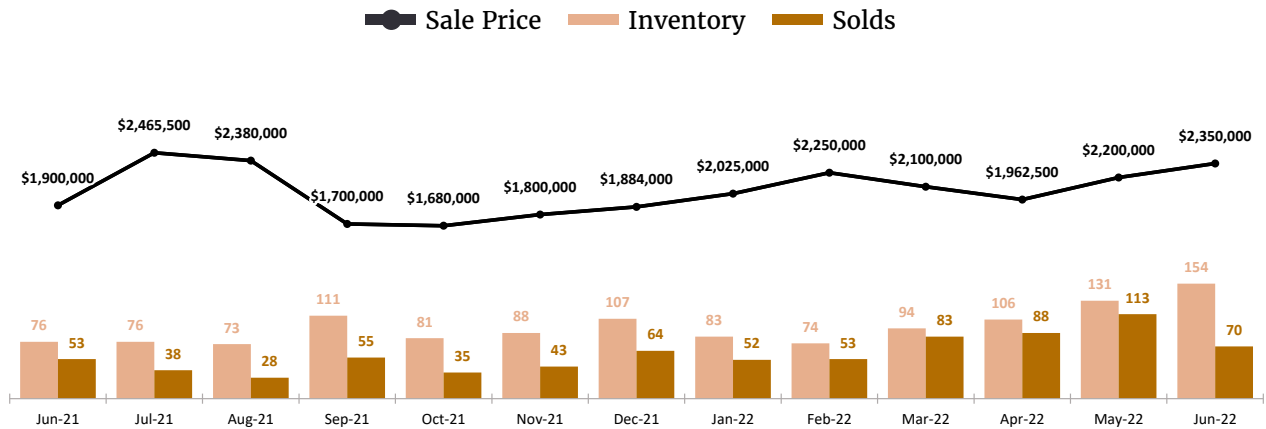 Sale Price Inventory Solds
$1,900,000 $2,465,500 $2,380,000 $1,700,000 $1,680,000 $1,800,000 $1,884,000 $2,025,000 $2,250,000 $2,100,000 $1,962,500 $2,200,000 $2,350,000
76 53 76 38 73 28 111 55 81 35 88 43 107 64 83 52 74 53 94 83 106 88 131 113 154 70
Jun-21 Jul-21 Aug-21 Sep-21 Oct-21 Nov-21 Dec-21 Jan-22 Feb-22 Mar-22 Apr-22 May-22 Jun-22